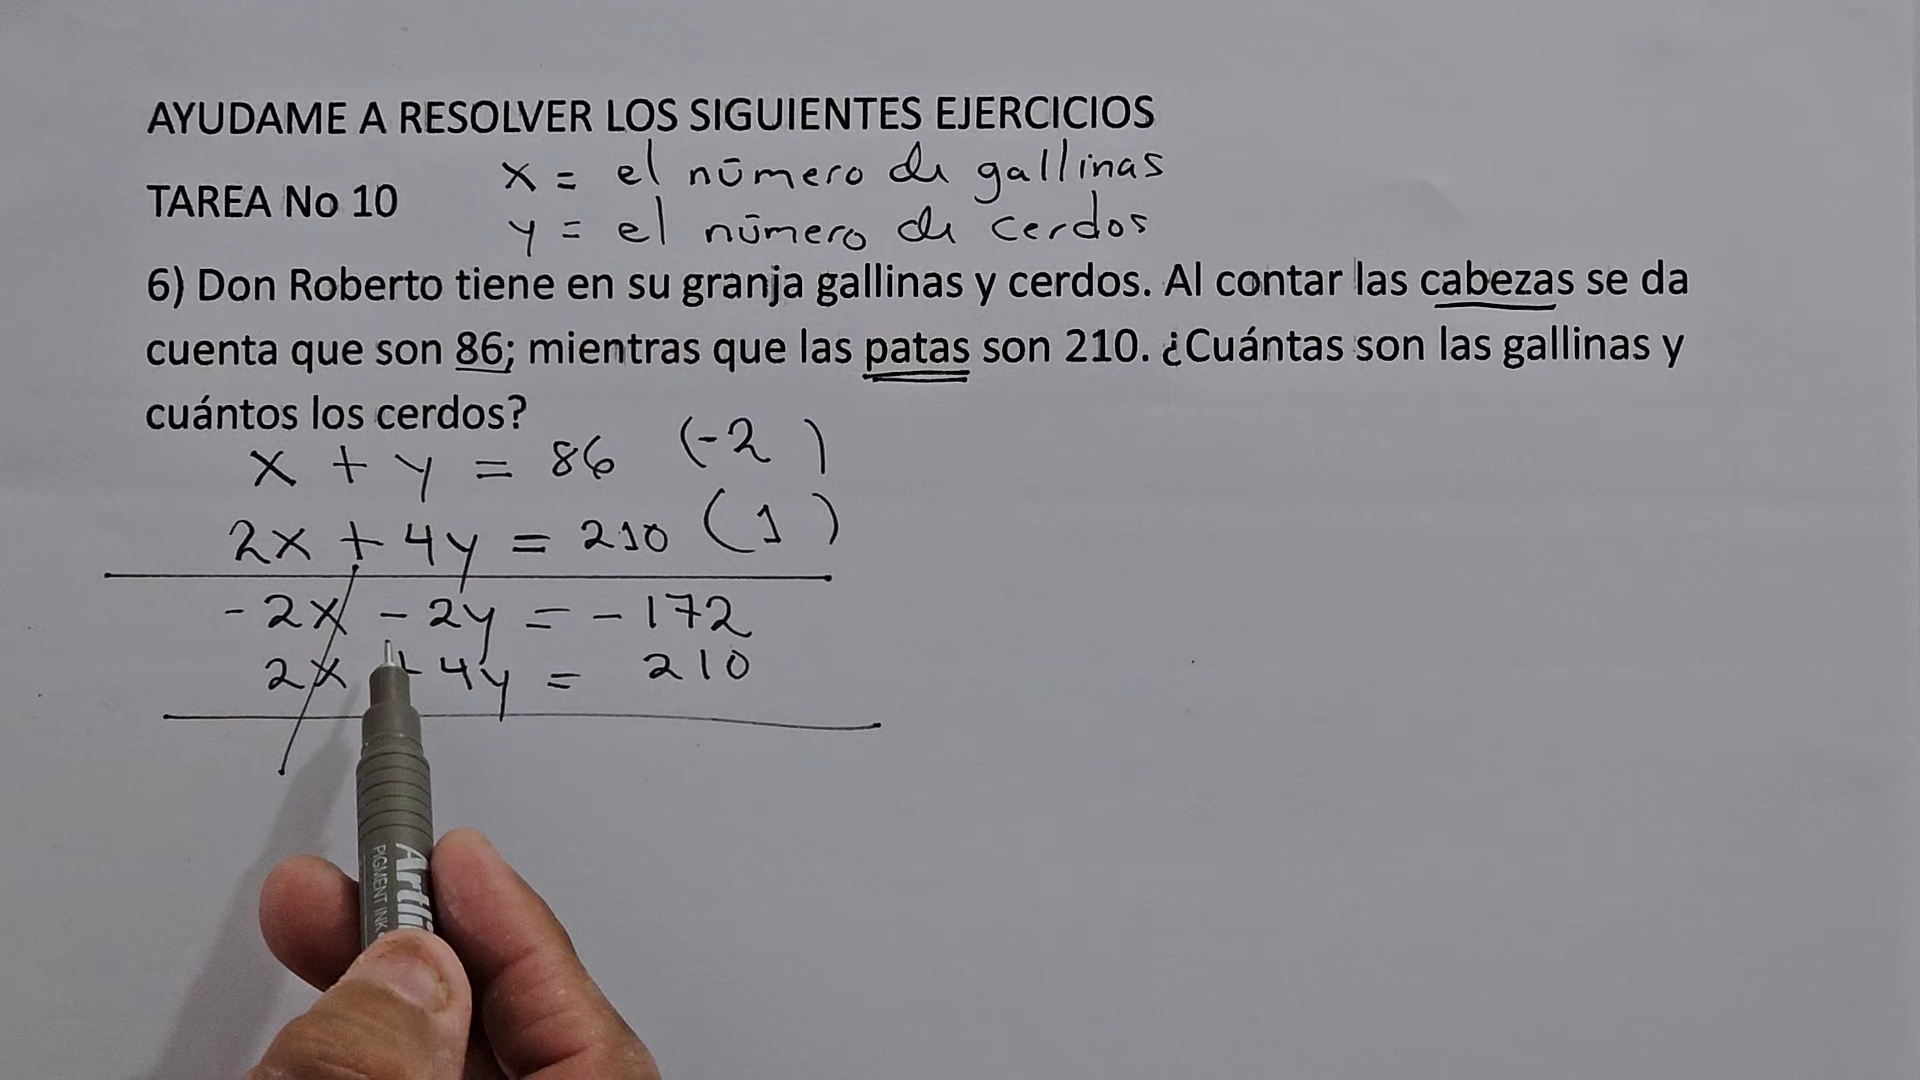 AYUDAME A RESOLVER LOS SIGUIENTES EJERCICIOS
TAREA No 10
x = el número de gallinas
y = el número de cerdos
6) Don Roberto tiene en su granja gallinas y cerdos. Al contar las cabezas se da
cuenta que son 86; mientras que las patas son 210. ¿Cuántas son las gallinas y
cuántos los cerdos?
x + y = 86 (-2 )
2x + 4y = 210 ( 1 )
-2x - 2y = - 172
2x + 4y = 210
PIGMENT INK